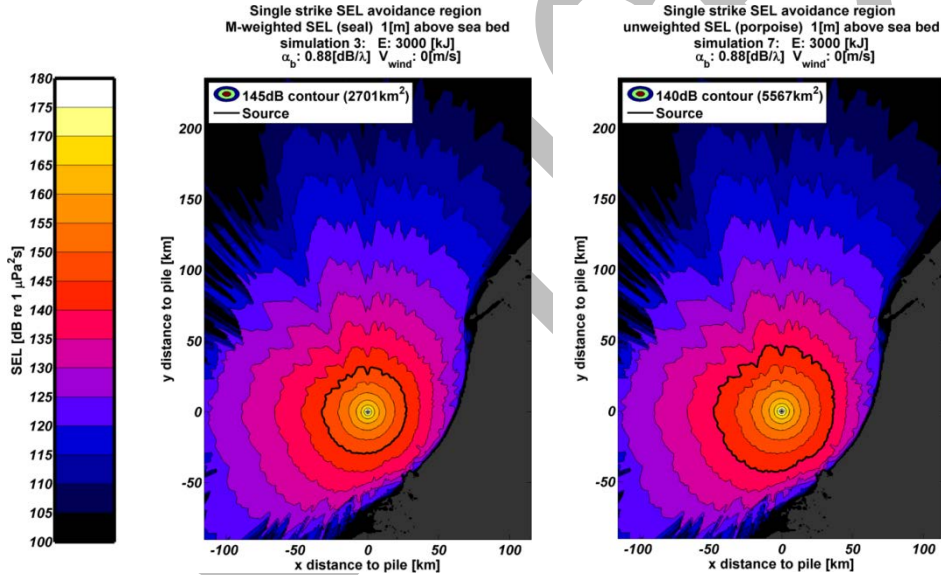 Single strike SEL avoidance region
M-weighted SEL (seal) 1[m] above sea bed
simulation 3: E: 3000 [kJ]
α_b: 0.88[dB/λ] V_wind: 0[m/s]
145dB contour (2701km²)
Source
200
150
100
50
0
-50
y distance to pile [km]
-100
-50
0
50
100
x distance to pile [km]
Single strike SEL avoidance region
unweighted SEL (porpoise) 1[m] above sea bed
simulation 7: E: 3000 [kJ]
α_b: 0.88[dB/λ] V_wind: 0[m/s]
140dB contour (5567km²)
Source
200
150
100
50
0
-50
y distance to pile [km]
-100
-50
0
50
100
x distance to pile [km]
180
175
170
165
160
155
150
145
140
135
130
125
120
115
110
105
100
SEL [dB re 1 μPa²s]